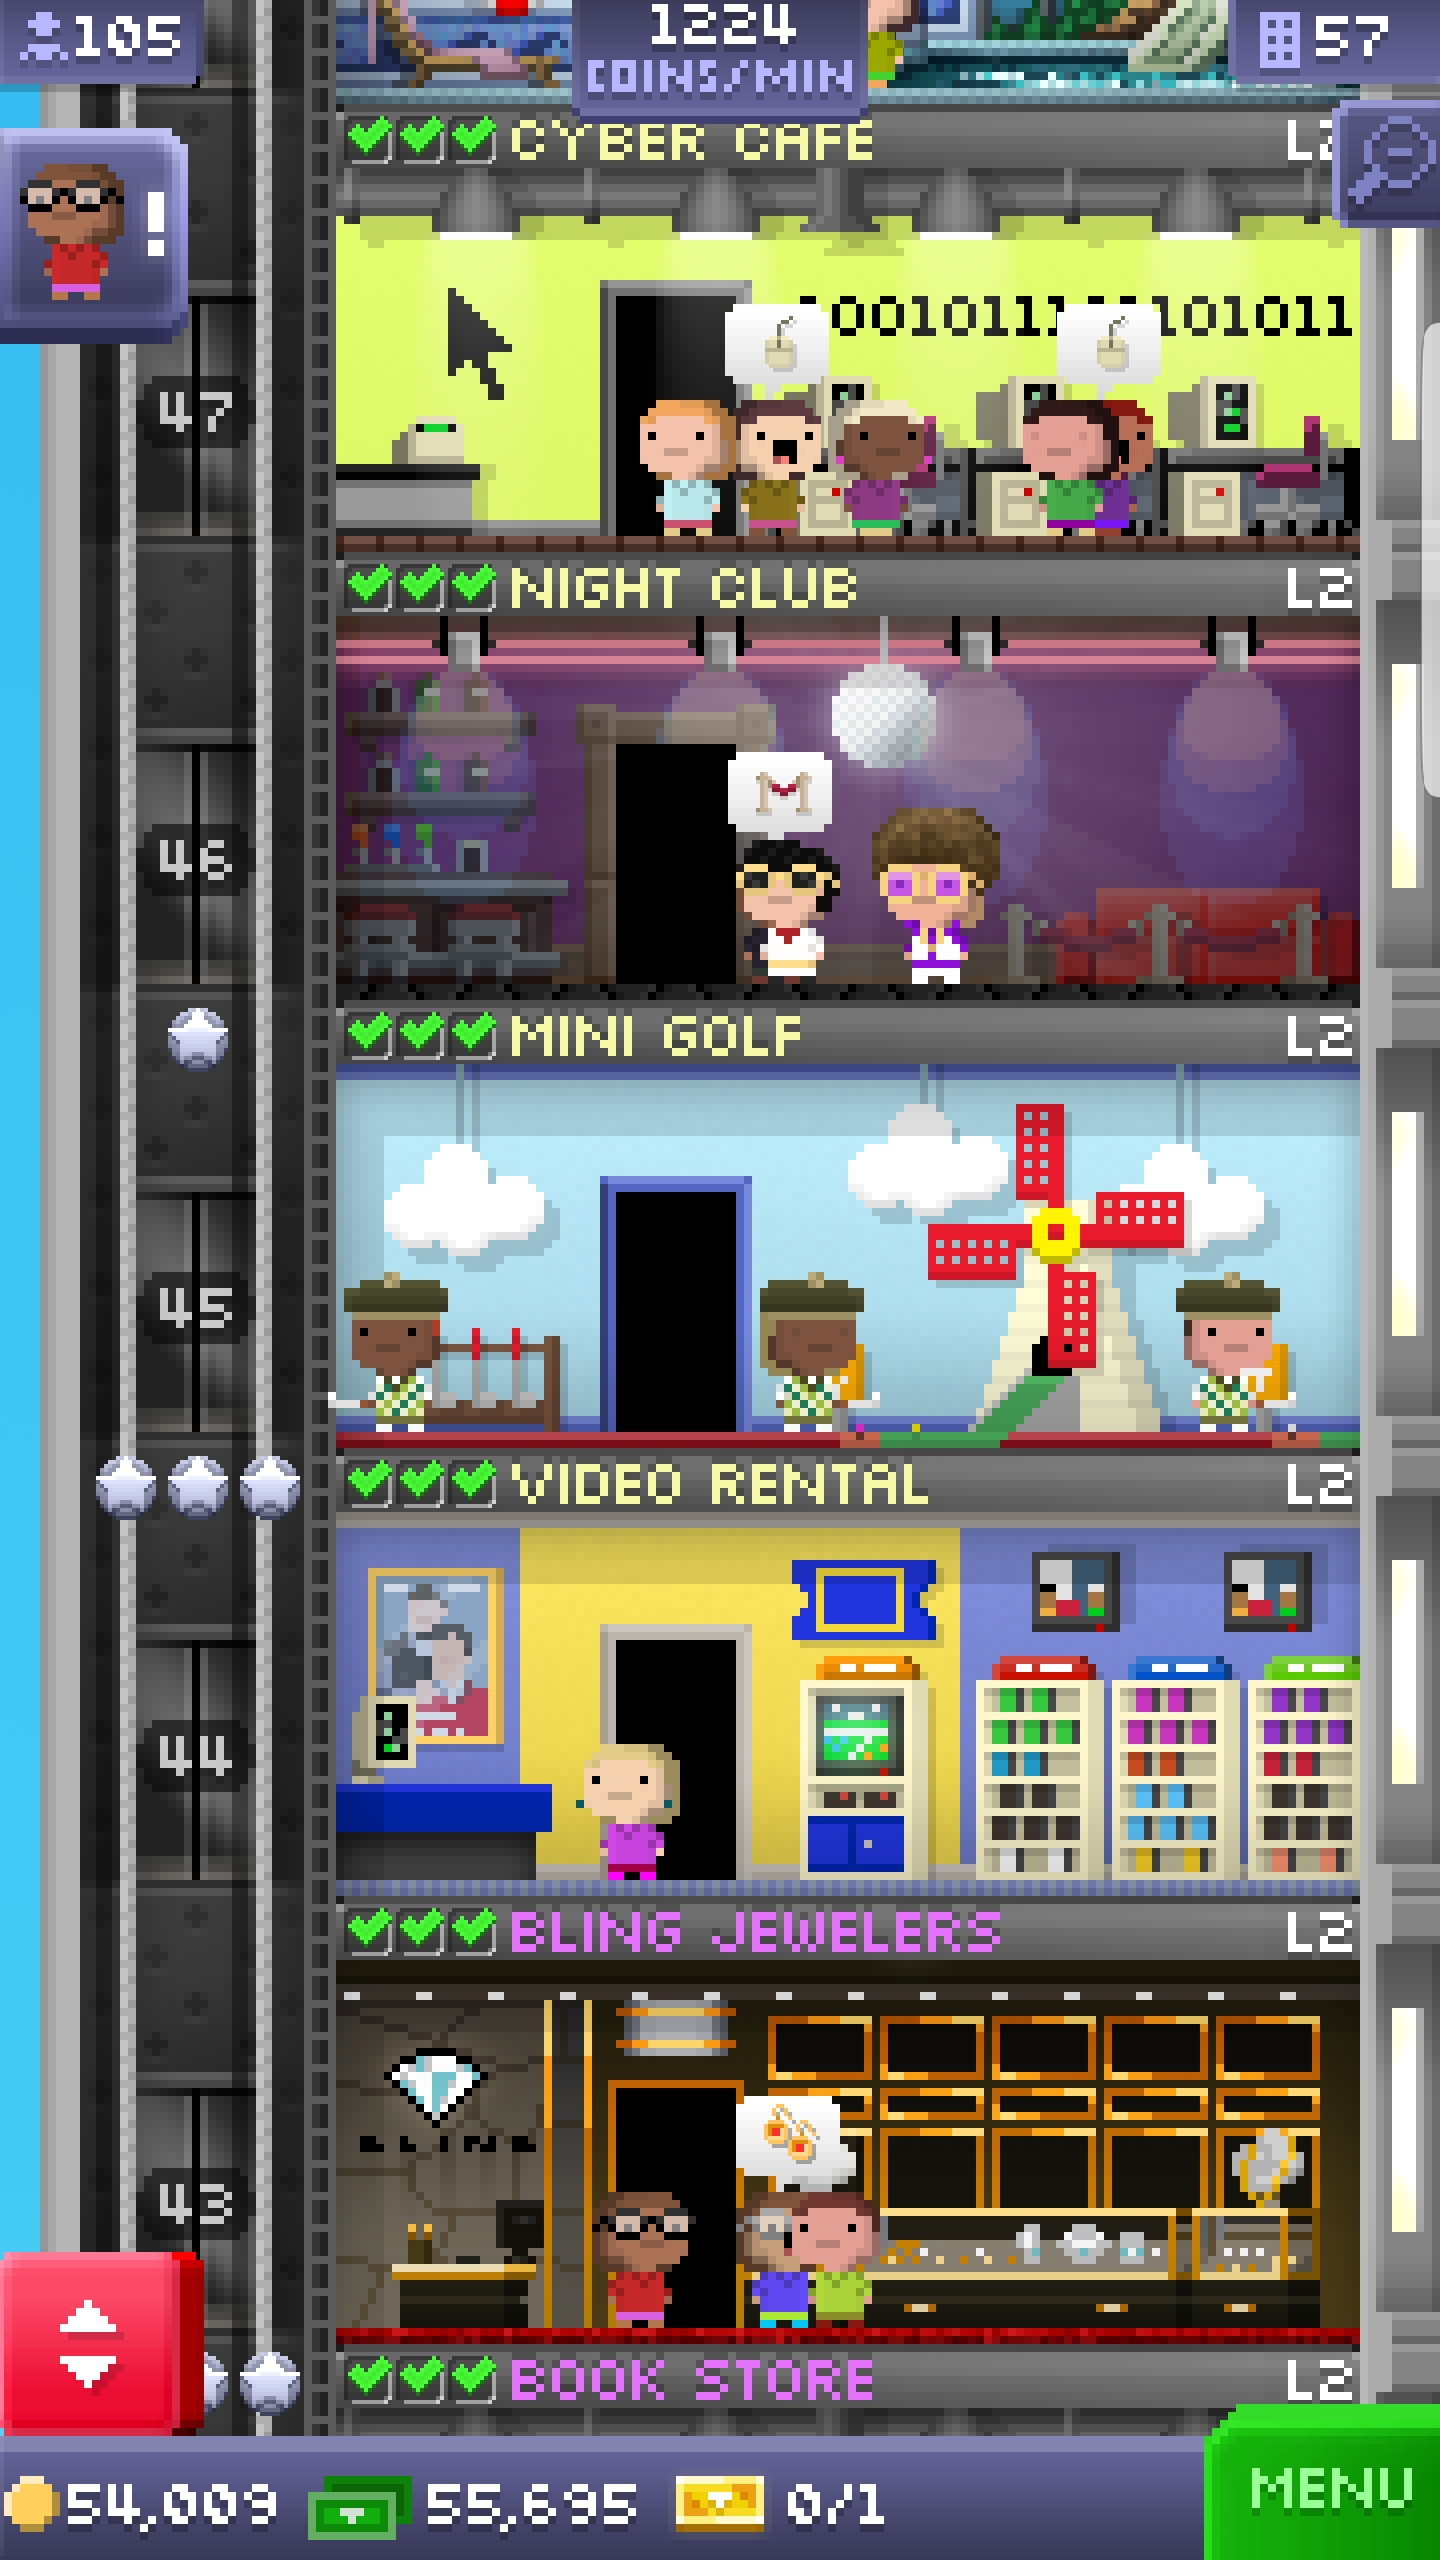 105
1224
COINS/MIN
57
CYBER CAFE
!
47
NIGHT CLUB L2
46
MINI GOLF L2
45
VIDEO RENTAL L2
44
BLING JEWELERS L2
BLING
43
BOOK STORE L2
54,009 55,695 0/1
MENU